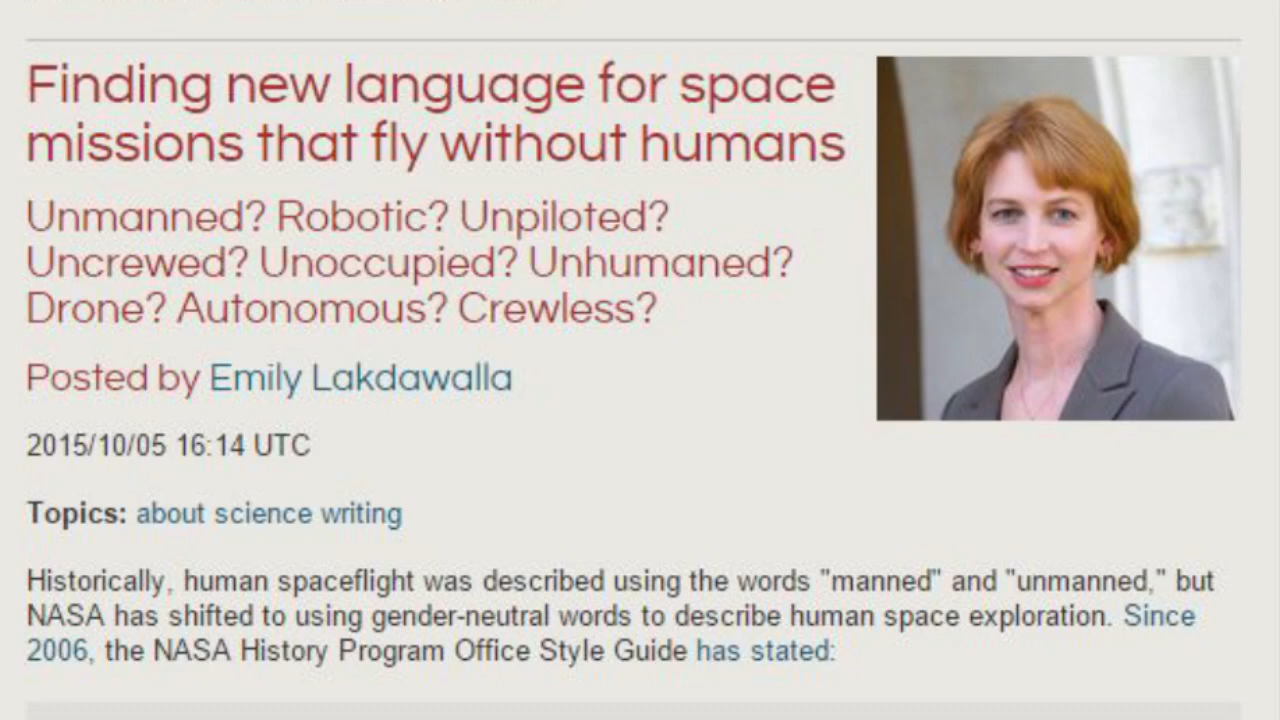 Finding new language for space
missions that fly without humans
Unmanned? Robotic? Unpiloted?
Uncrewed? Unoccupied? Unhumaned?
Drone? Autonomous? Crewless?
Posted by Emily Lakdawalla
2015/10/05 16:14 UTC
Topics: about science writing
Historically, human spaceflight was described using the words "manned" and "unmanned," but
NASA has shifted to using gender-neutral words to describe human space exploration. Since
2006, the NASA History Program Office Style Guide has stated: